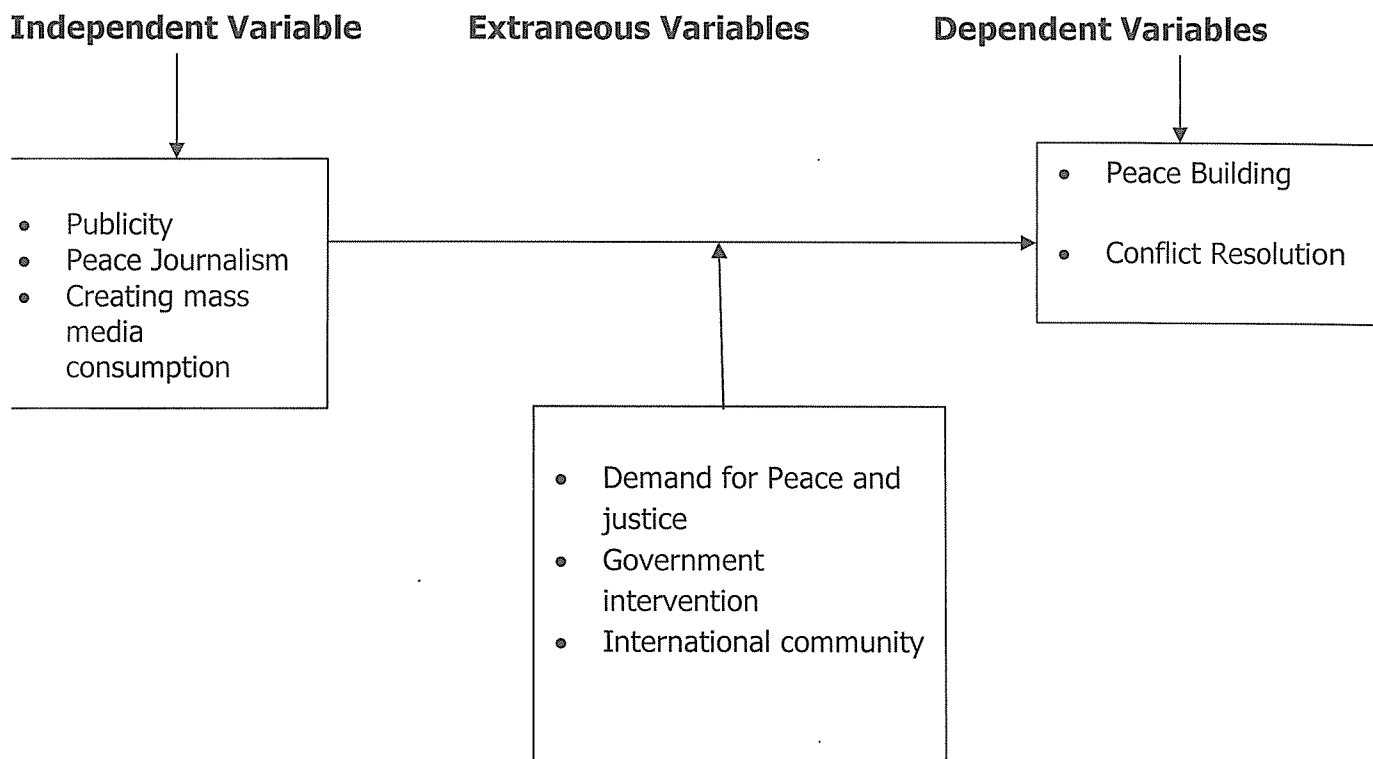 Independent Variable
Extraneous Variables
Dependent Variables
• Publicity
• Peace Journalism
• Creating mass
media
consumption
• Peace Building
• Conflict Resolution
• Demand for Peace and
justice
• Government
intervention
• International community